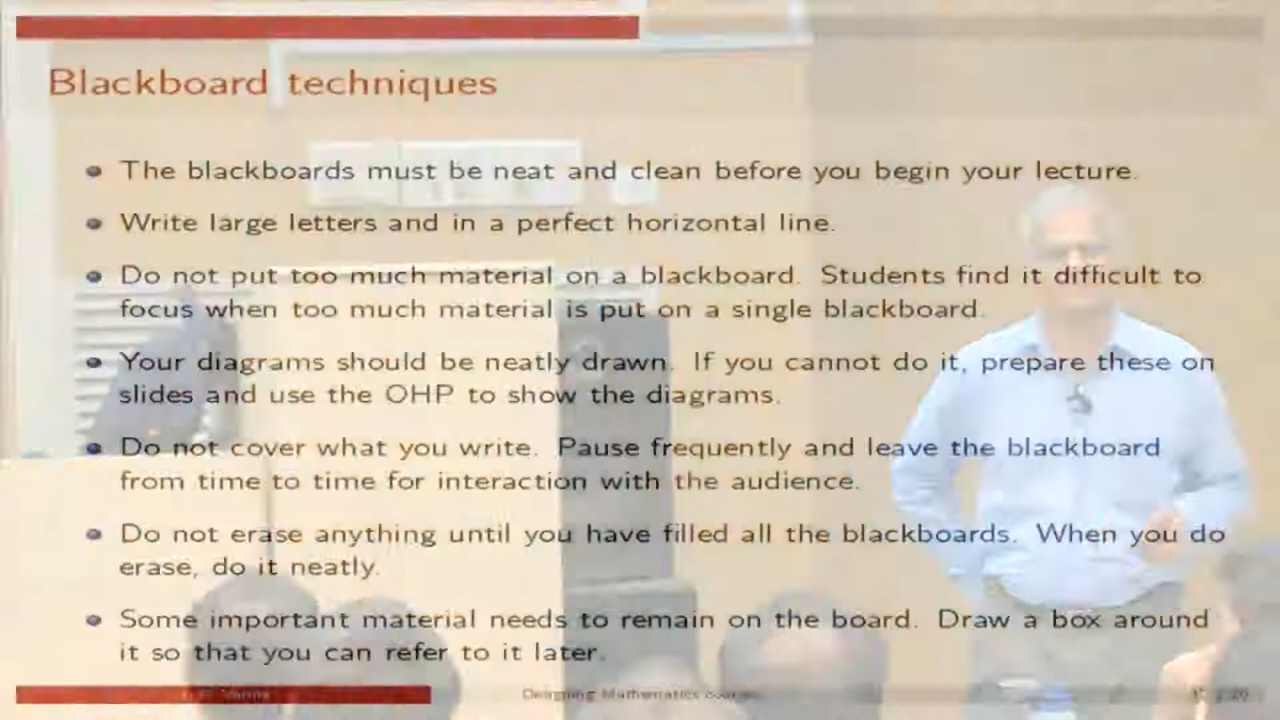 Blackboard techniques
The blackboards must be neat and clean before you begin your lecture.
Write large letters and in a perfect horizontal line.
Do not put too much material on a blackboard. Students find it difficult to
focus when too much material is put on a single blackboard.
Your diagrams should be neatly drawn. If you cannot do it, prepare these on
slides and use the OHP to show the diagrams.
Do not cover what you write. Pause frequently and leave the blackboard
from time to time for interaction with the audience.
Do not erase anything until you have filled all the blackboards. When you do
erase, do it neatly.
Some important material needs to remain on the board. Draw a box around
it so that you can refer to it later.
Designing Mathematics